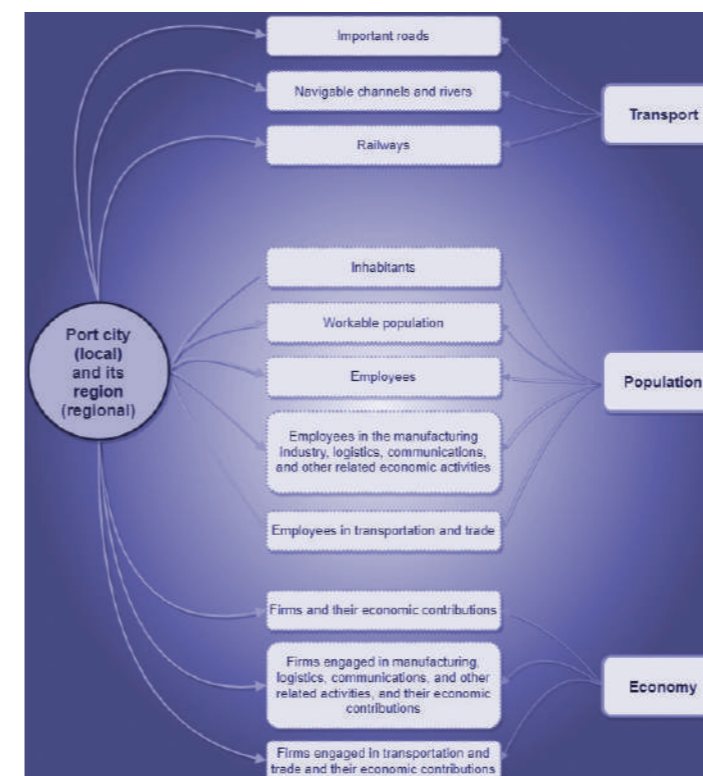 Important roads
Navigable channels and rivers
Railways
Transport
Inhabitants
Workable population
Employees
Employees in the manufacturing
industry, logistics, communications,
and other related economic activities
Employees in transportation and trade
Population
Port city
(local)
and its
region
(regional)
Firms and their economic contributions
Firms engaged in manufacturing,
logistics, communications, and other
related activities, and their economic
contributions
Firms engaged in transportation and
trade and their economic contributions
Economy